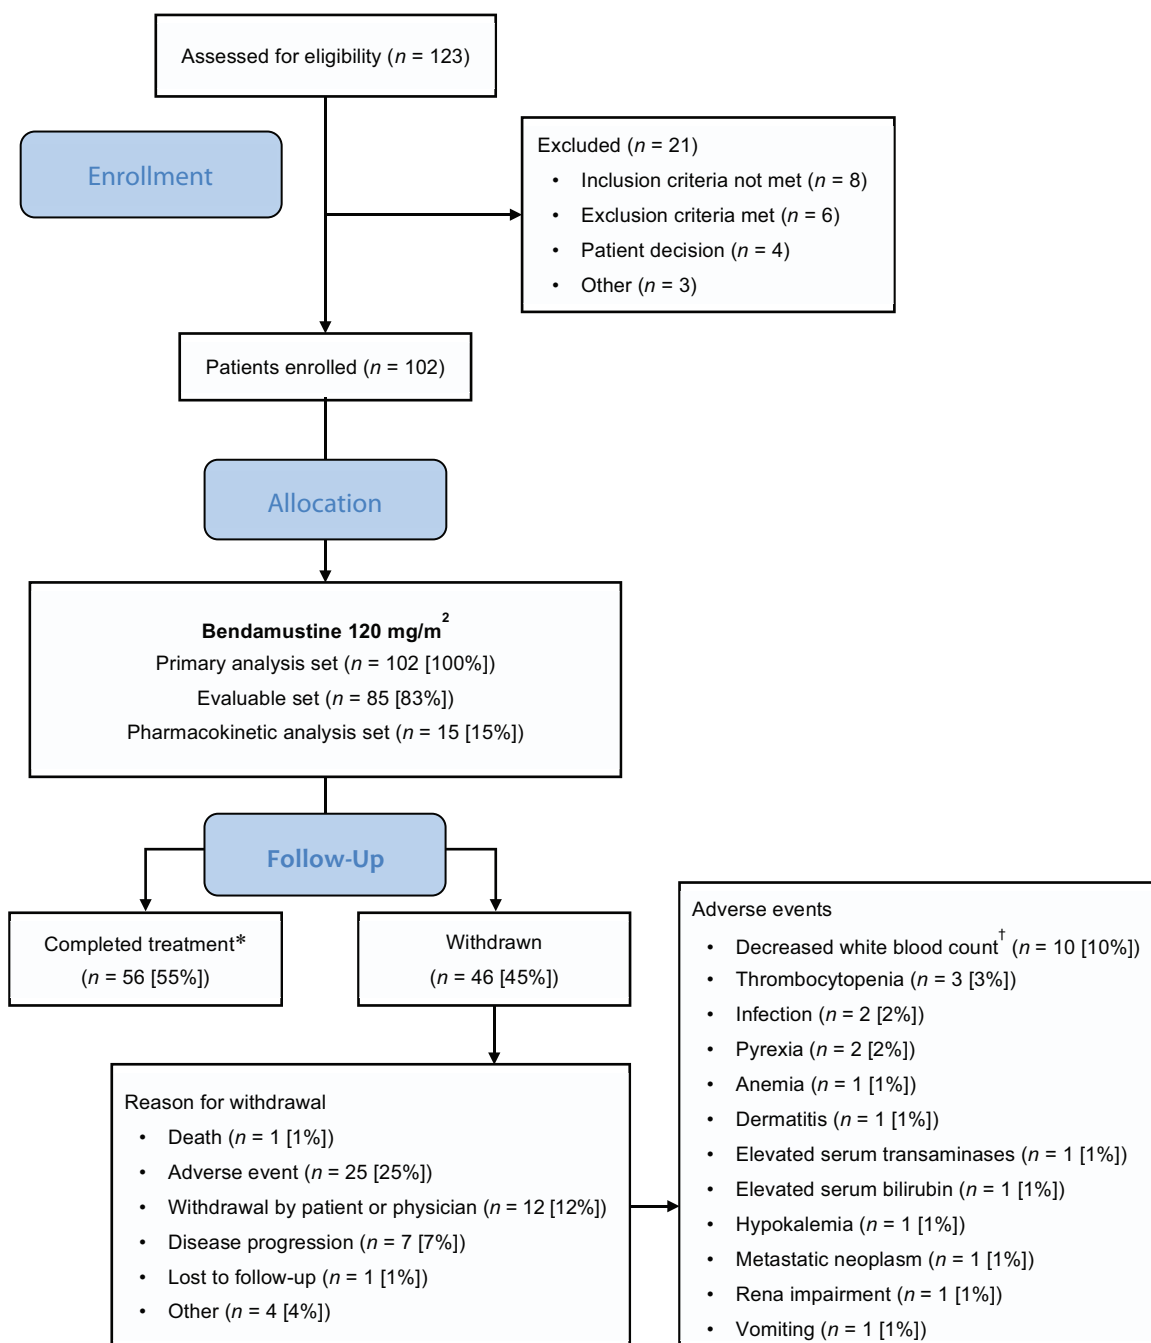 Assessed for eligibility (n = 123)
Enrollment
Excluded (n = 21)
• Inclusion criteria not met (n = 8)
• Exclusion criteria met (n = 6)
• Patient decision (n = 4)
• Other (n = 3)
Patients enrolled (n = 102)
Allocation
Bendamustine 120 mg/m²
Primary analysis set (n = 102 [100%])
Evaluable set (n = 85 [83%])
Pharmacokinetic analysis set (n = 15 [15%])
Follow-Up
Completed treatment*
(n = 56 [55%])
Withdrawn
(n = 46 [45%])
Reason for withdrawal
• Death (n = 1 [1%])
• Adverse event (n = 25 [25%])
• Withdrawal by patient or physician (n = 12 [12%])
• Disease progression (n = 7 [7%])
• Lost to follow-up (n = 1 [1%])
• Other (n = 4 [4%])
Adverse events
• Decreased white blood count† (n = 10 [10%])
• Thrombocytopenia (n = 3 [3%])
• Infection (n = 2 [2%])
• Pyrexia (n = 2 [2%])
• Anemia (n = 1 [1%])
• Dermatitis (n = 1 [1%])
• Elevated serum transaminases (n = 1 [1%])
• Elevated serum bilirubin (n = 1 [1%])
• Hypokalemia (n = 1 [1%])
• Metastatic neoplasm (n = 1 [1%])
• Rena impairment (n = 1 [1%])
• Vomiting (n = 1 [1%])